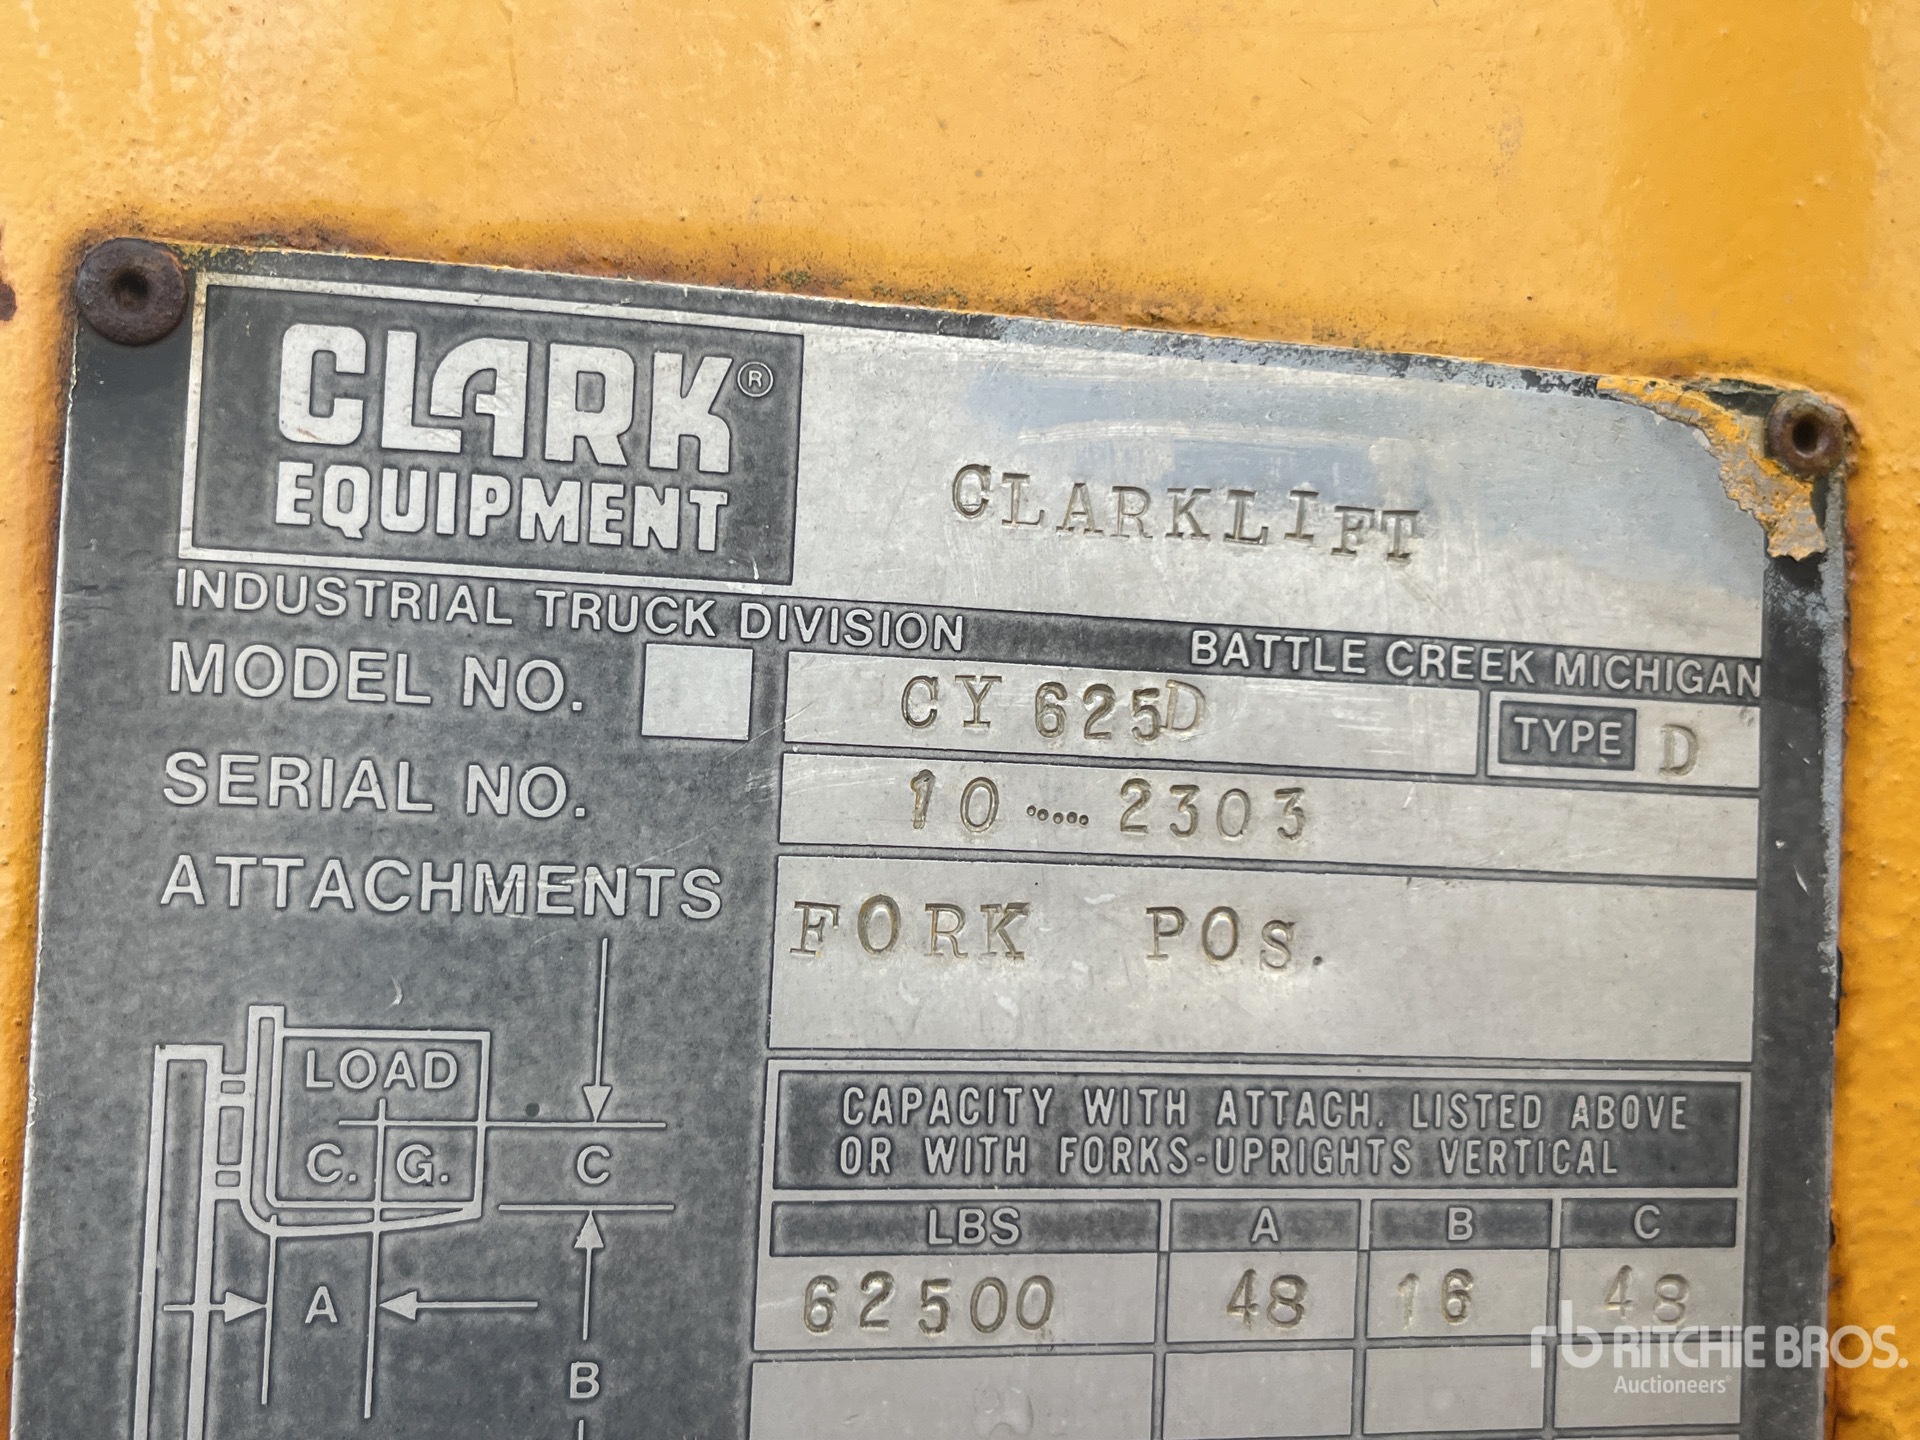 CLARK®
EQUIPMENT
CLARKLIFT
INDUSTRIAL TRUCK DIVISION
BATTLE CREEK MICHIGAN
MODEL NO. CY 625D TYPE D
SERIAL NO. 10 ..... 2303
ATTACHMENTS FORK POS.
LOAD
C. G.
C
A
B
CAPACITY WITH ATTACH. LISTED ABOVE
OR WITH FORKS-UPRIGHTS VERTICAL
LBS A B C
62500 48 16 48
rb RITCHIE BROS.
Auctioneers